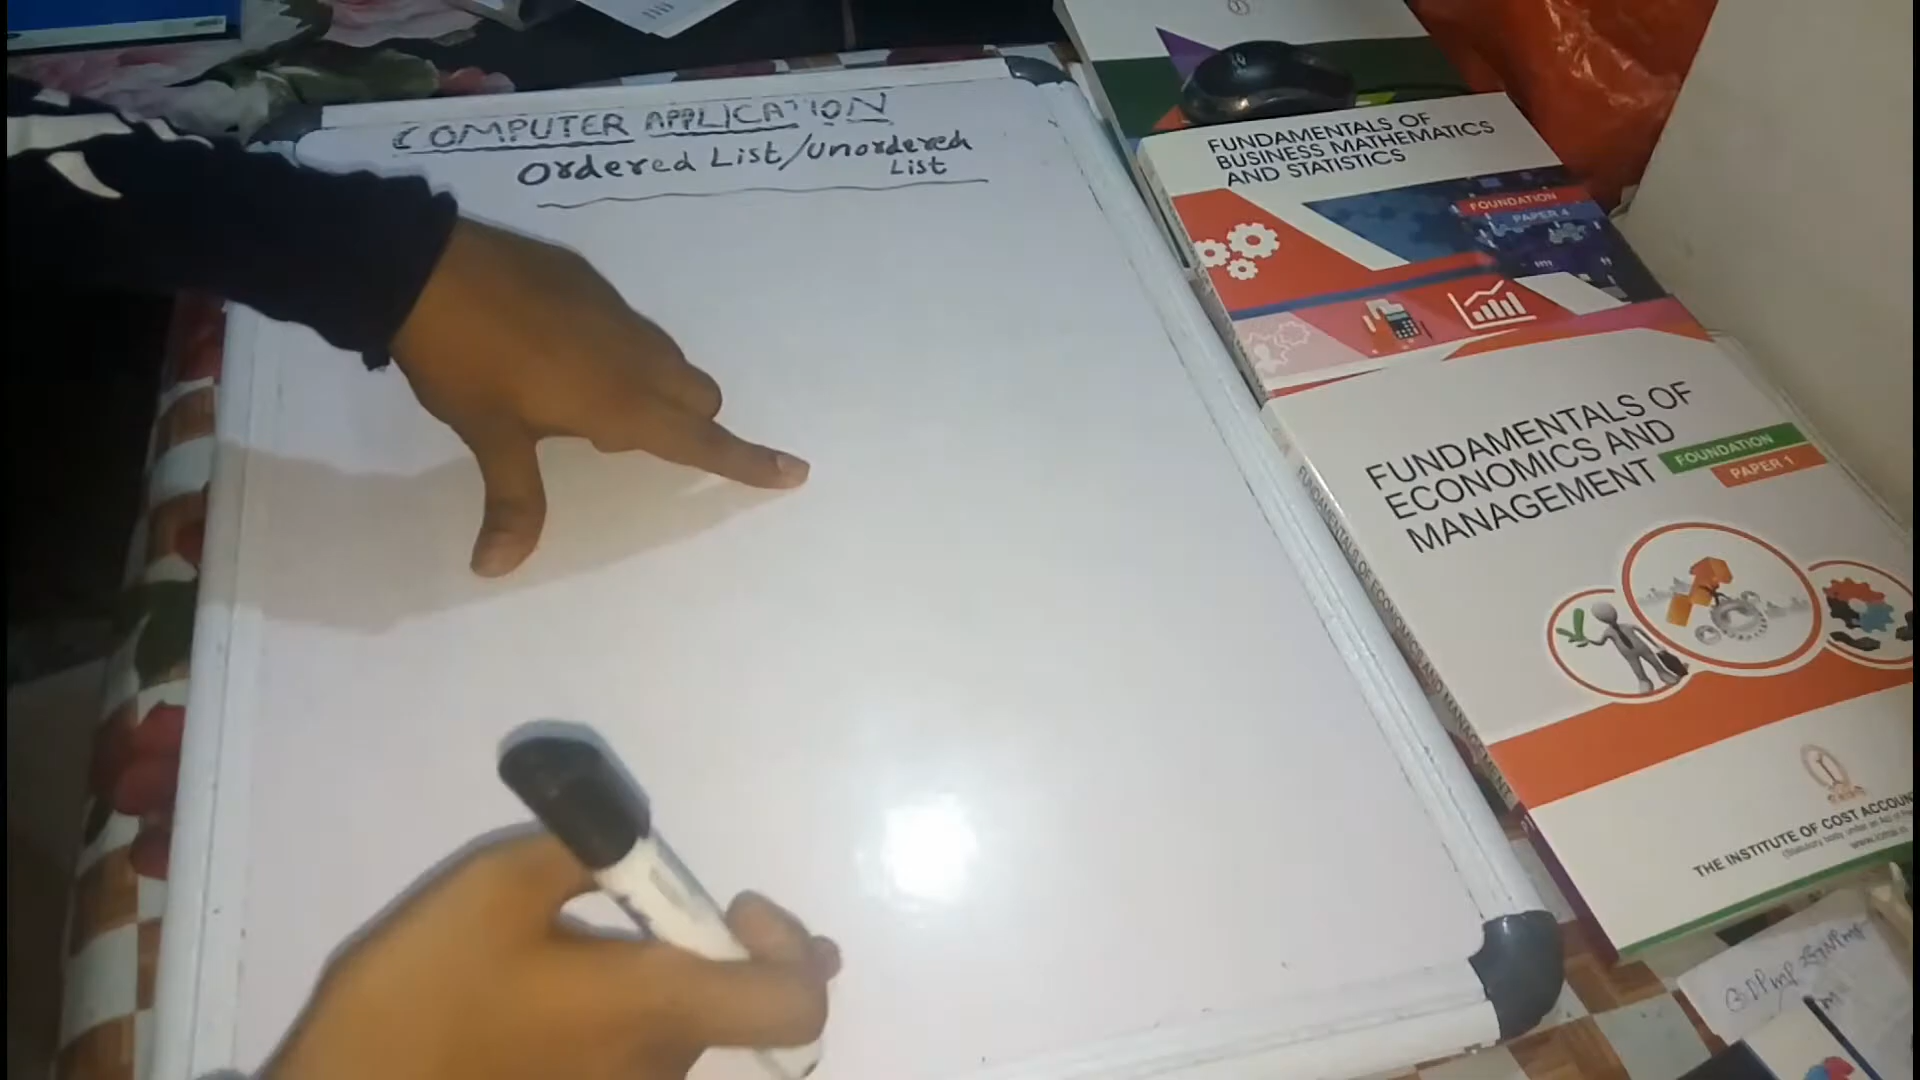 COMPUTER APPLICATION
Ordered List/Unordered
List
FUNDAMENTALS OF
BUSINESS MATHEMATICS
AND STATISTICS
FOUNDATION
PAPER 4
FUNDAMENTALS OF
ECONOMICS AND
MANAGEMENT
FOUNDATION
PAPER 1
FUNDAMENTALS OF ECONOMICS AND MANAGEMENT
THE INSTITUTE OF COST ACCOUN